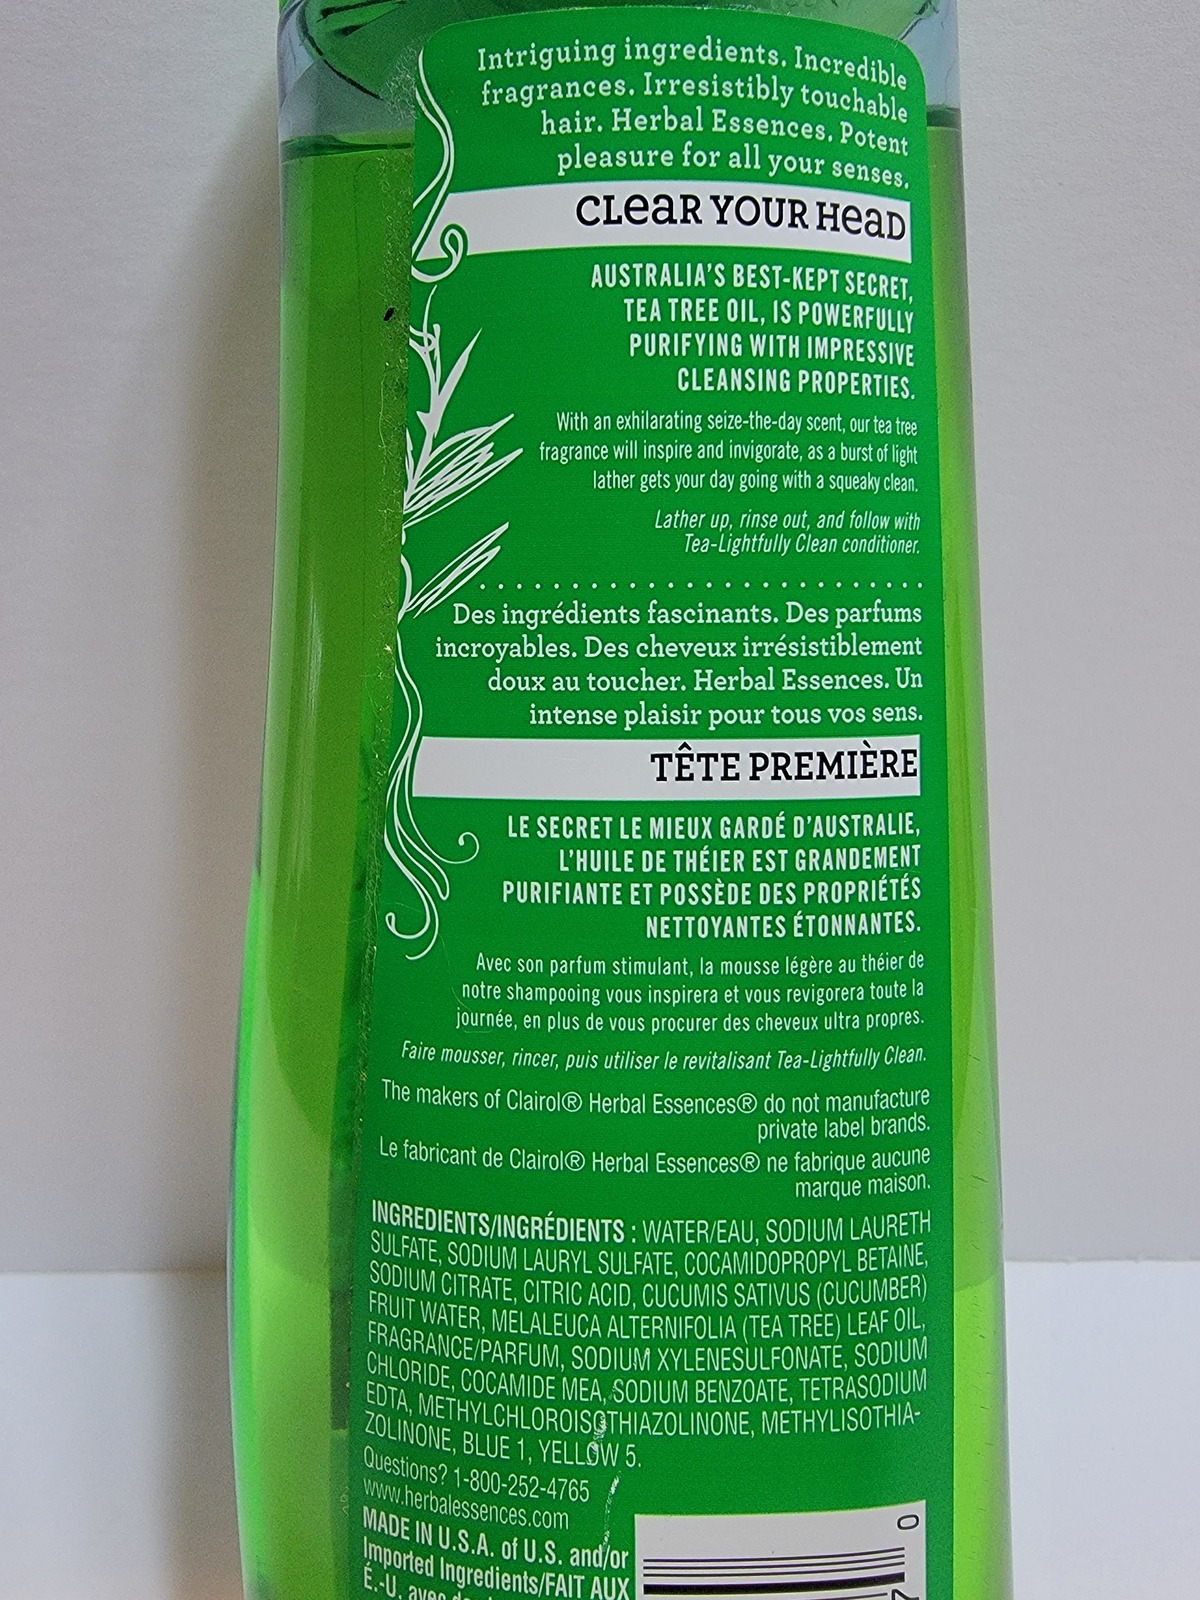 Intriguing ingredients. Incredible
fragrances. Irresistibly touchable
hair. Herbal Essences. Potent
pleasure for all your senses.
CLeaR YOUR HeaD
AUSTRALIA'S BEST-KEPT SECRET,
TEA TREE OIL, IS POWERFULLY
PURIFYING WITH IMPRESSIVE
CLEANSING PROPERTIES.
With an exhilarating seize-the-day scent, our tea tree
fragrance will inspire and invigorate, as a burst of light
lather gets your day going with a squeaky clean.
Lather up, rinse out, and follow with
Tea-Lightfully Clean conditioner.
Des ingrédients fascinants. Des parfums
incroyables. Des cheveux irrésistiblement
doux au toucher. Herbal Essences. Un
intense plaisir pour tous vos sens.
TÊTE PREMIÈRE
LE SECRET LE MIEUX GARDÉ D'AUSTRALIE,
L'HUILE DE THÉIER EST GRANDEMENT
PURIFIANTE ET POSSÈDE DES PROPRIÉTÉS
NETTOYANTES ÉTONNANTES.
Avec son parfum stimulant, la mousse légère au théier de
notre shampooing vous inspirera et vous revigorera toute la
journée, en plus de vous procurer des cheveux ultra propres.
Faire mousser, rincer, puis utiliser le revitalisant Tea-Lightfully Clean.
The makers of Clairol® Herbal Essences® do not manufacture
private label brands.
Le fabricant de Clairol® Herbal Essences® ne fabrique aucune
marque maison.
INGREDIENTS/INGRÉDIENTS : WATER/EAU, SODIUM LAURETH
SULFATE, SODIUM LAURYL SULFATE, COCAMIDOPROPYL BETAINE,
SODIUM CITRATE, CITRIC ACID, CUCUMIS SATIVUS (CUCUMBER)
FRUIT WATER, MELALEUCA ALTERNIFOLIA (TEA TREE) LEAF OIL,
FRAGRANCE/PARFUM, SODIUM XYLENESULFONATE, SODIUM
CHLORIDE, COCAMIDE MEA, SODIUM BENZOATE, TETRASODIUM
EDTA, METHYLCHLOROISOTHIAZOLINONE, METHYLISOTHIA-
ZOLINONE, BLUE 1, YELLOW 5.
Questions? 1-800-252-4765
www.herbalessences.com
MADE IN U.S.A. of U.S. and/or
Imported Ingredients/FAIT AUX
É.-U. avec
0
7